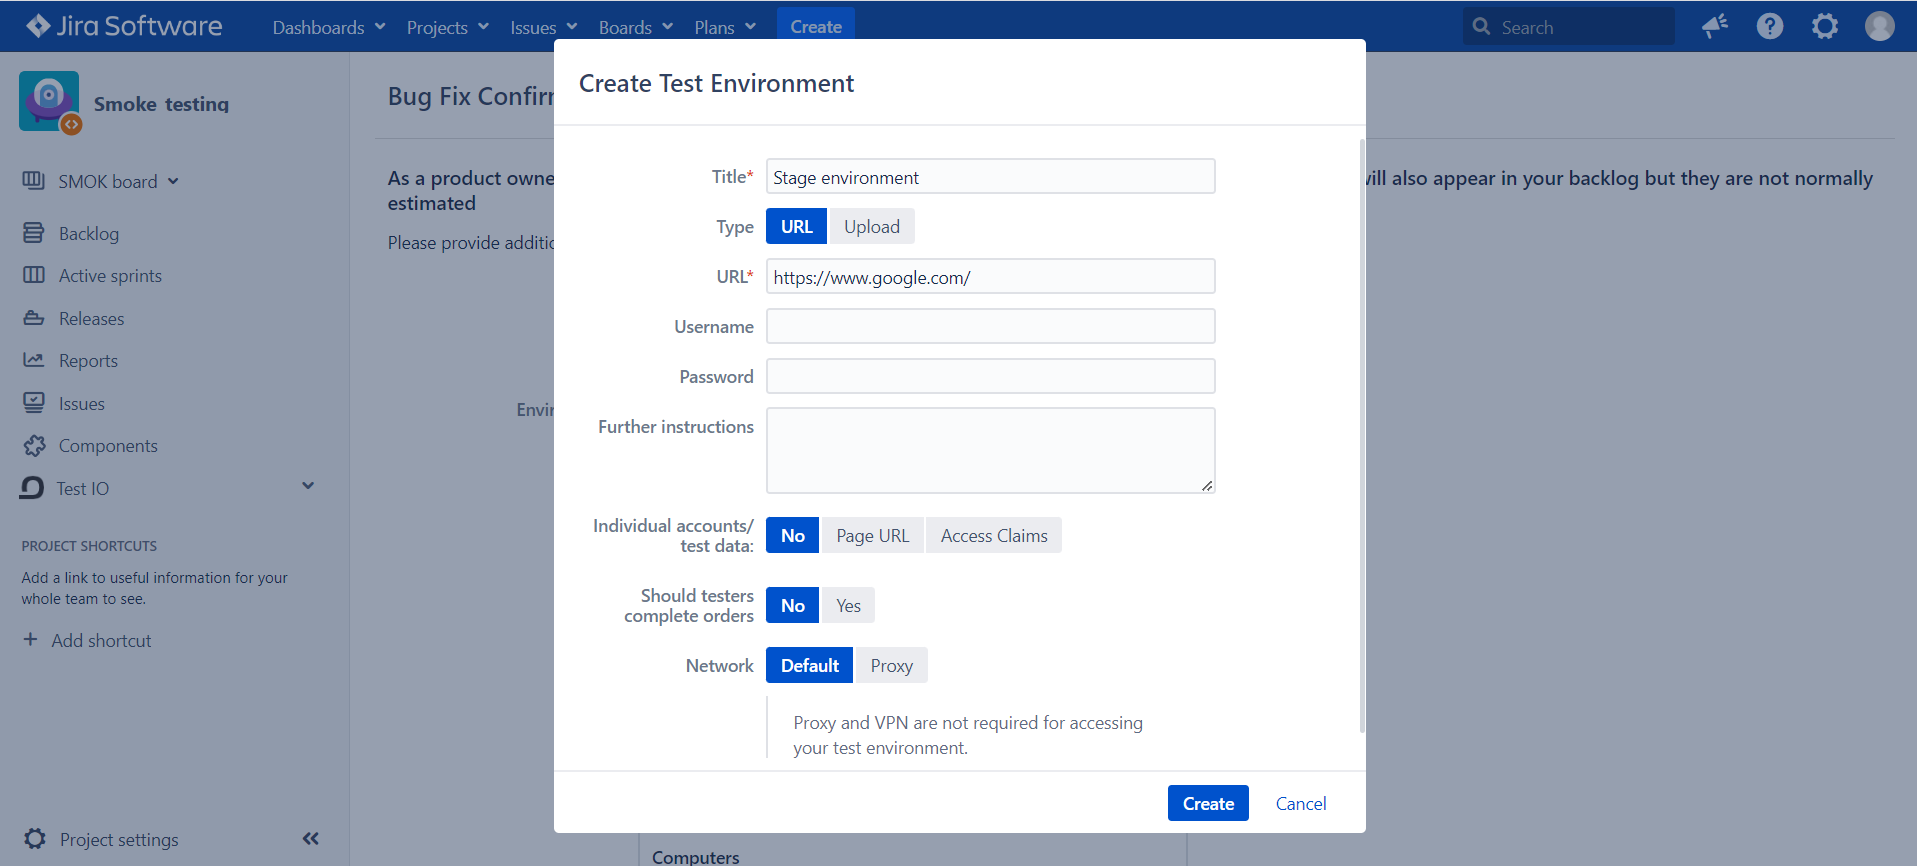 Jira Software
Dashboards Projects Issues Boards Plans Create
Search
Smoke testing
SMOK board
Backlog
Active sprints
Releases
Reports
Issues
Components
Test IO
PROJECT SHORTCUTS
Add a link to useful information for your
whole team to see.
+ Add shortcut
Project settings
Bug Fix Confirm
As a product owne
will also appear in your backlog but they are not normally
estimated
Please provide additio
Envir
Computers
Create Test Environment
Title* Stage environment
Type URL Upload
URL* https://www.google.com/
Username
Password
Further instructions
Individual accounts/
test data: No Page URL Access Claims
Should testers
complete orders No Yes
Network Default Proxy
Proxy and VPN are not required for accessing
your test environment.
Create Cancel